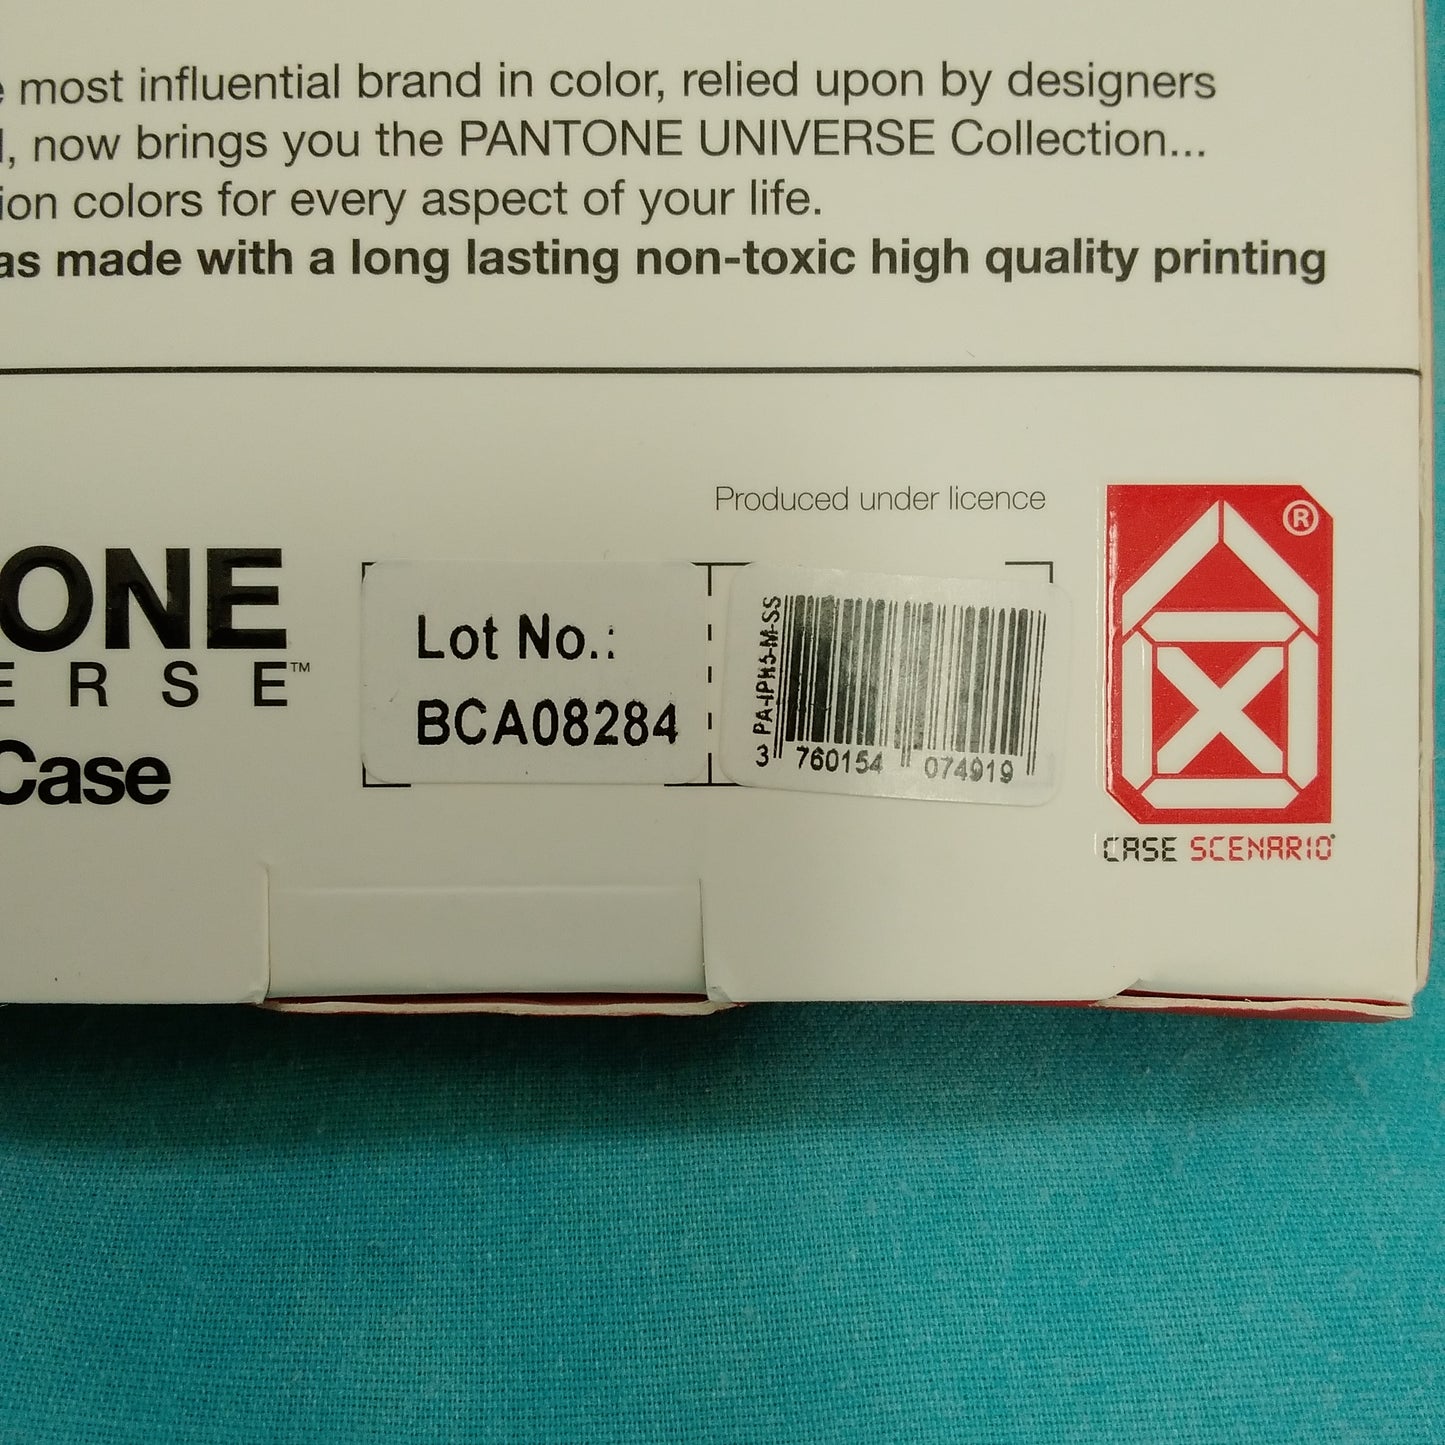 most influential brand in color, relied upon by designers
, now brings you the PANTONE UNIVERSE Collection...
colors for every aspect of your life.
as made with a long lasting non-toxic high quality printing
Produced under licence
ONE
ERSE™
Case
Lot No.:
BCA08284
PA-IPH5-M-SS
3 760154 074919
®
CASE SCENARIO